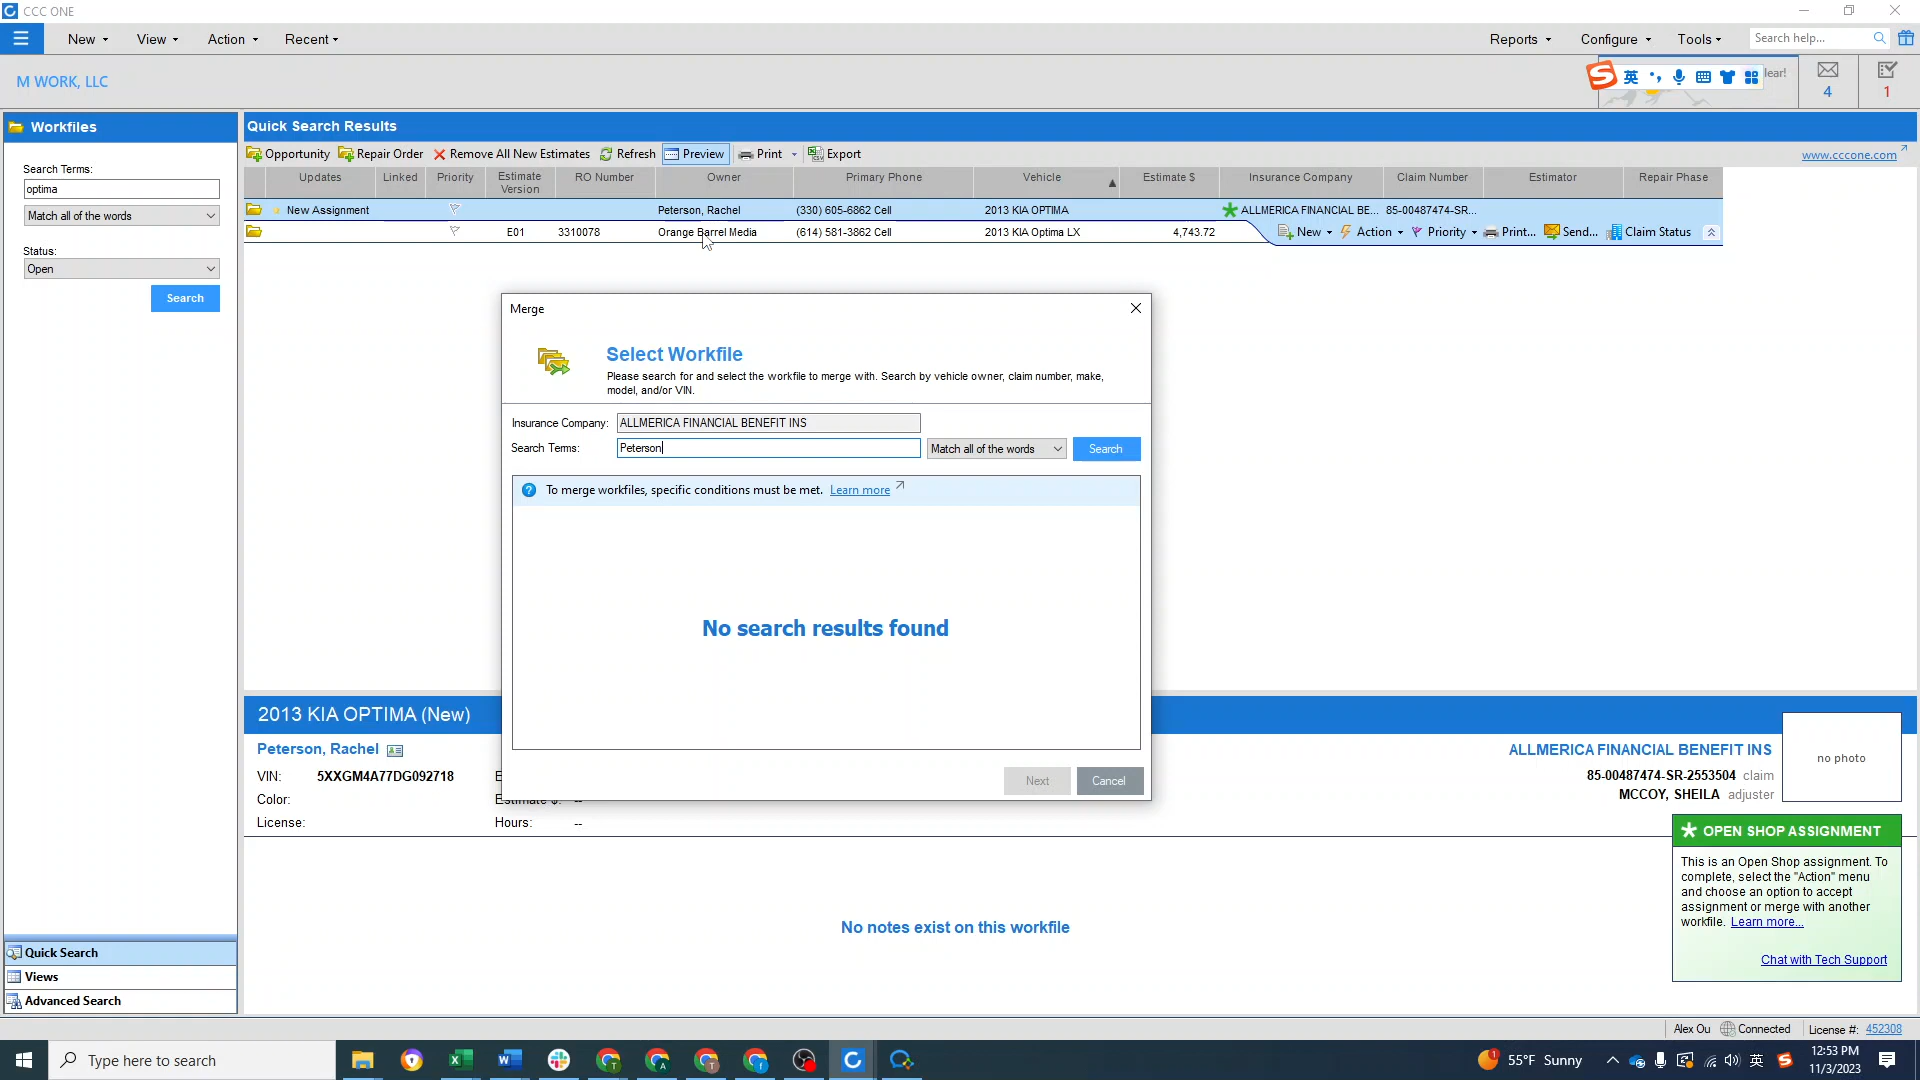 CCC ONE
New View Action Recent
Reports Configure Tools Search help...
M WORK, LLC
英 lear! 4 1
Workfiles
Search Terms:
optima
Match all of the words
Status:
Open
Search
Quick Search
Views
Advanced Search
Quick Search Results
Opportunity Repair Order Remove All New Estimates Refresh Preview Print Export www.cccone.com
Updates Linked Priority Estimate Version RO Number Owner Primary Phone Vehicle Estimate $ Insurance Company Claim Number Estimator Repair Phase
New Assignment Peterson, Rachel (330) 605-6862 Cell 2013 KIA OPTIMA ALLMERICA FINANCIAL BE... 85-00487474-SR...
E01 3310078 Orange Barrel Media (614) 581-3862 Cell 2013 KIA Optima LX 4,743.72 New Action Priority Print... Send... Claim Status
Merge
Select Workfile
Please search for and select the workfile to merge with. Search by vehicle owner, claim number, make,
model, and/or VIN.
Insurance Company: ALLMERICA FINANCIAL BENEFIT INS
Search Terms: Peterson Match all of the words Search
To merge workfiles, specific conditions must be met. Learn more
No search results found
Next Cancel
2013 KIA OPTIMA (New)
Peterson, Rachel
VIN: 5XXGM4A77DG092718 E
Color: Estimate $: --
License: Hours: --
ALLMERICA FINANCIAL BENEFIT INS
85-00487474-SR-2553504 claim
MCCOY, SHEILA adjuster
no photo
OPEN SHOP ASSIGNMENT
This is an Open Shop assignment. To
complete, select the "Action" menu
and choose an option to accept
assignment or merge with another
workfile. Learn more...
Chat with Tech Support
No notes exist on this workfile
Alex Ou Connected License #: 452308
Type here to search
55°F Sunny 英
12:53 PM
11/3/2023